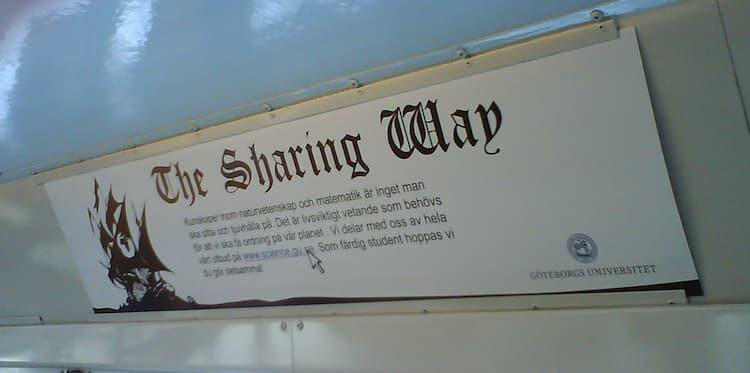 The Sharing Way
Kunskaper inom naturvetenskap och matematik är inget man
ska sitta och tjuvhålla på. Det är livsviktigt vetande som behövs
för att vi ska få ordning på vår planet. Vi delar med oss av hela
vårt utbud på www.science.gu.se. Som färdig student hoppas vi
du gör detsamma!
GÖTEBORGS UNIVERSITET